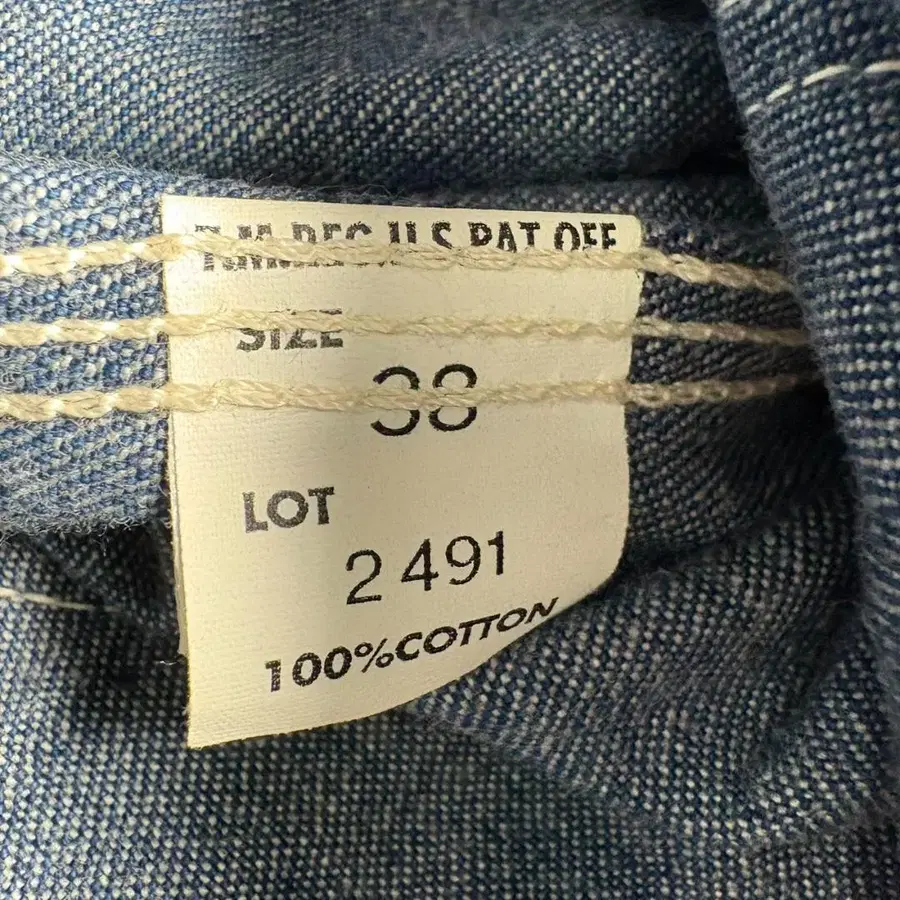 T.M.REG.U.S.PAT.OFF
SIZE
38
LOT
2 491
100%COTTON